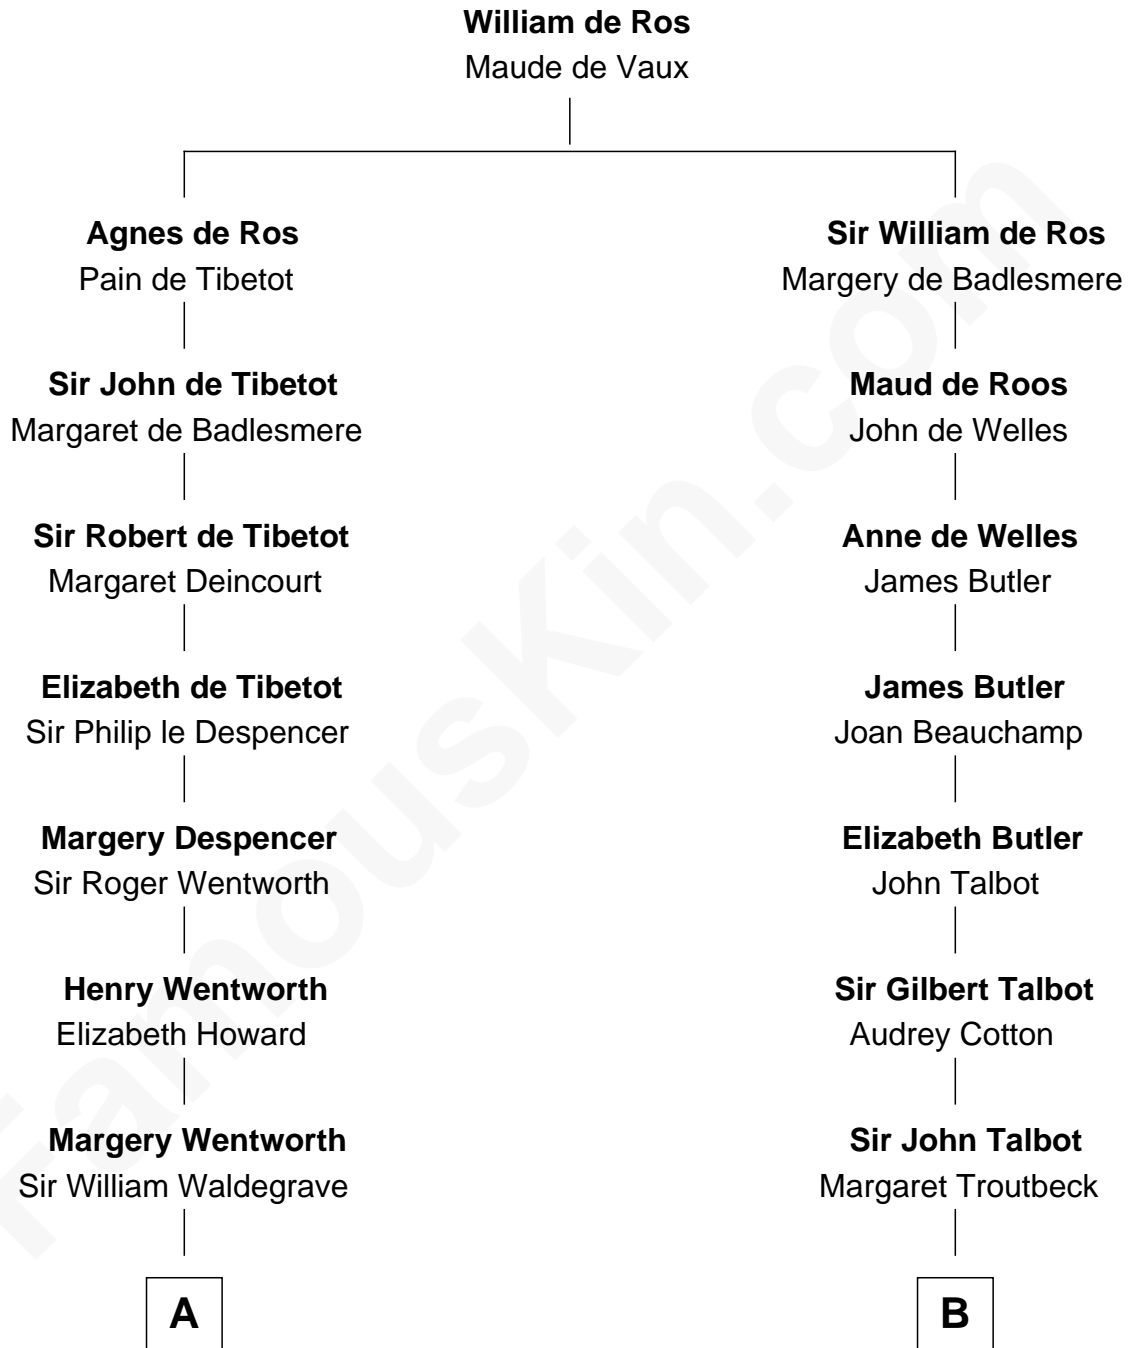 William de Ros
Maude de Vaux
Agnes de Ros
Pain de Tibetot
Sir William de Ros
Margery de Badlesmere
Sir John de Tibetot
Margaret de Badlesmere
Maud de Roos
John de Welles
Sir Robert de Tibetot
Margaret Deincourt
Anne de Welles
James Butler
Elizabeth de Tibetot
Sir Philip le Despencer
James Butler
Joan Beauchamp
Margery Despencer
Sir Roger Wentworth
Elizabeth Butler
John Talbot
Henry Wentworth
Elizabeth Howard
Sir Gilbert Talbot
Audrey Cotton
Margery Wentworth
Sir William Waldegrave
Sir John Talbot
Margaret Troutbeck
A
B
FamousKin.com